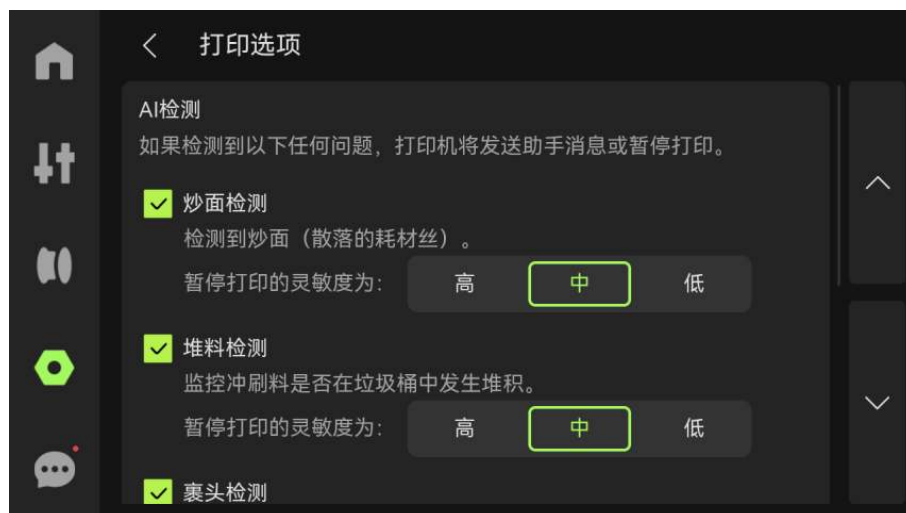 打印选项
AI检测
如果检测到以下任何问题，打印机将发送助手消息或暂停打印。
炒面检测
检测到炒面（散落的耗材丝）。
暂停打印的灵敏度为： 高 中 低
堆料检测
监控冲刷料是否在垃圾桶中发生堆积。
暂停打印的灵敏度为： 高 中 低
裹头检测